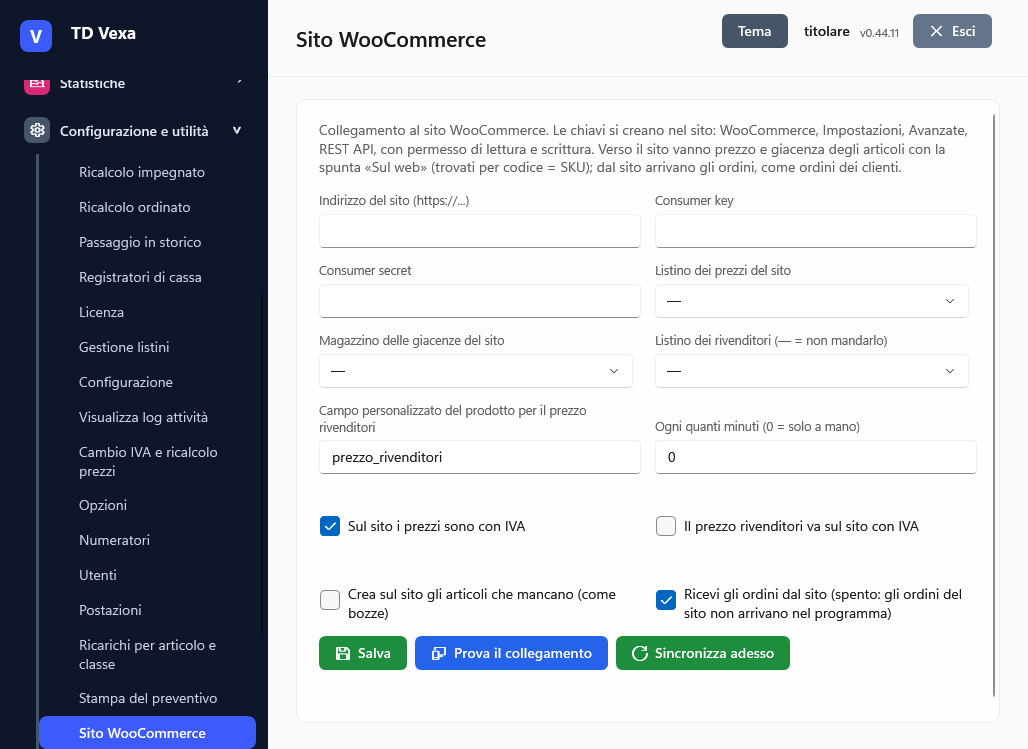 V TD Vexa
Statistiche
Configurazione e utilità
Ricalcolo impegnato
Ricalcolo ordinato
Passaggio in storico
Registratori di cassa
Licenza
Gestione listini
Configurazione
Visualizza log attività
Cambio IVA e ricalcolo
prezzi
Opzioni
Numeratori
Utenti
Postazioni
Ricarichi per articolo e
classe
Stampa del preventivo
Sito WooCommerce
Sito WooCommerce
Tema
titolare v0.44.11
Esci
Collegamento al sito WooCommerce. Le chiavi si creano nel sito: WooCommerce, Impostazioni, Avanzate,
REST API, con permesso di lettura e scrittura. Verso il sito vanno prezzo e giacenza degli articoli con la
spunta «Sul web» (trovati per codice = SKU); dal sito arrivano gli ordini, come ordini dei clienti.
Indirizzo del sito (https://...)
Consumer key
Consumer secret
Listino dei prezzi del sito
—
Magazzino delle giacenze del sito
—
Listino dei rivenditori (— = non mandarlo)
—
Campo personalizzato del prodotto per il prezzo
rivenditori
prezzo_rivenditori
Ogni quanti minuti (0 = solo a mano)
0
Sul sito i prezzi sono con IVA
Il prezzo rivenditori va sul sito con IVA
Crea sul sito gli articoli che mancano (come
bozze)
Ricevi gli ordini dal sito (spento: gli ordini del
sito non arrivano nel programma)
Salva
Prova il collegamento
Sincronizza adesso